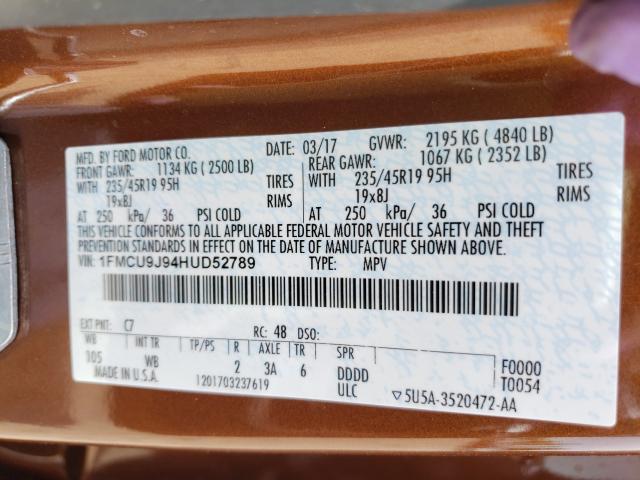 MFD. BY FORD MOTOR CO. DATE: 03/17 GVWR: 2195 KG ( 4840 LB)
FRONT GAWR: 1134 KG ( 2500 LB) REAR GAWR: 1067 KG ( 2352 LB)
WITH 235/45R19 95H TIRES WITH 235/45R19 95H TIRES
19x8J RIMS 19x8J RIMS
AT 250 kPa/ 36 PSI COLD AT 250 kPa/ 36 PSI COLD
THIS VEHICLE CONFORMS TO ALL APPLICABLE FEDERAL MOTOR VEHICLE SAFETY AND THEFT
PREVENTION STANDARDS IN EFFECT ON THE DATE OF MANUFACTURE SHOWN ABOVE.
VIN: 1FMCU9J94HUD52789 TYPE: MPV
EXT PNT: C7 RC: 48 DSO:
WB INT TR TP/PS R AXLE TR SPR
105 WB 2 3A 6 DDDD F0000
MADE IN U.S.A. 1201703237619 ULC T0054
▽5U5A-3520472-AA